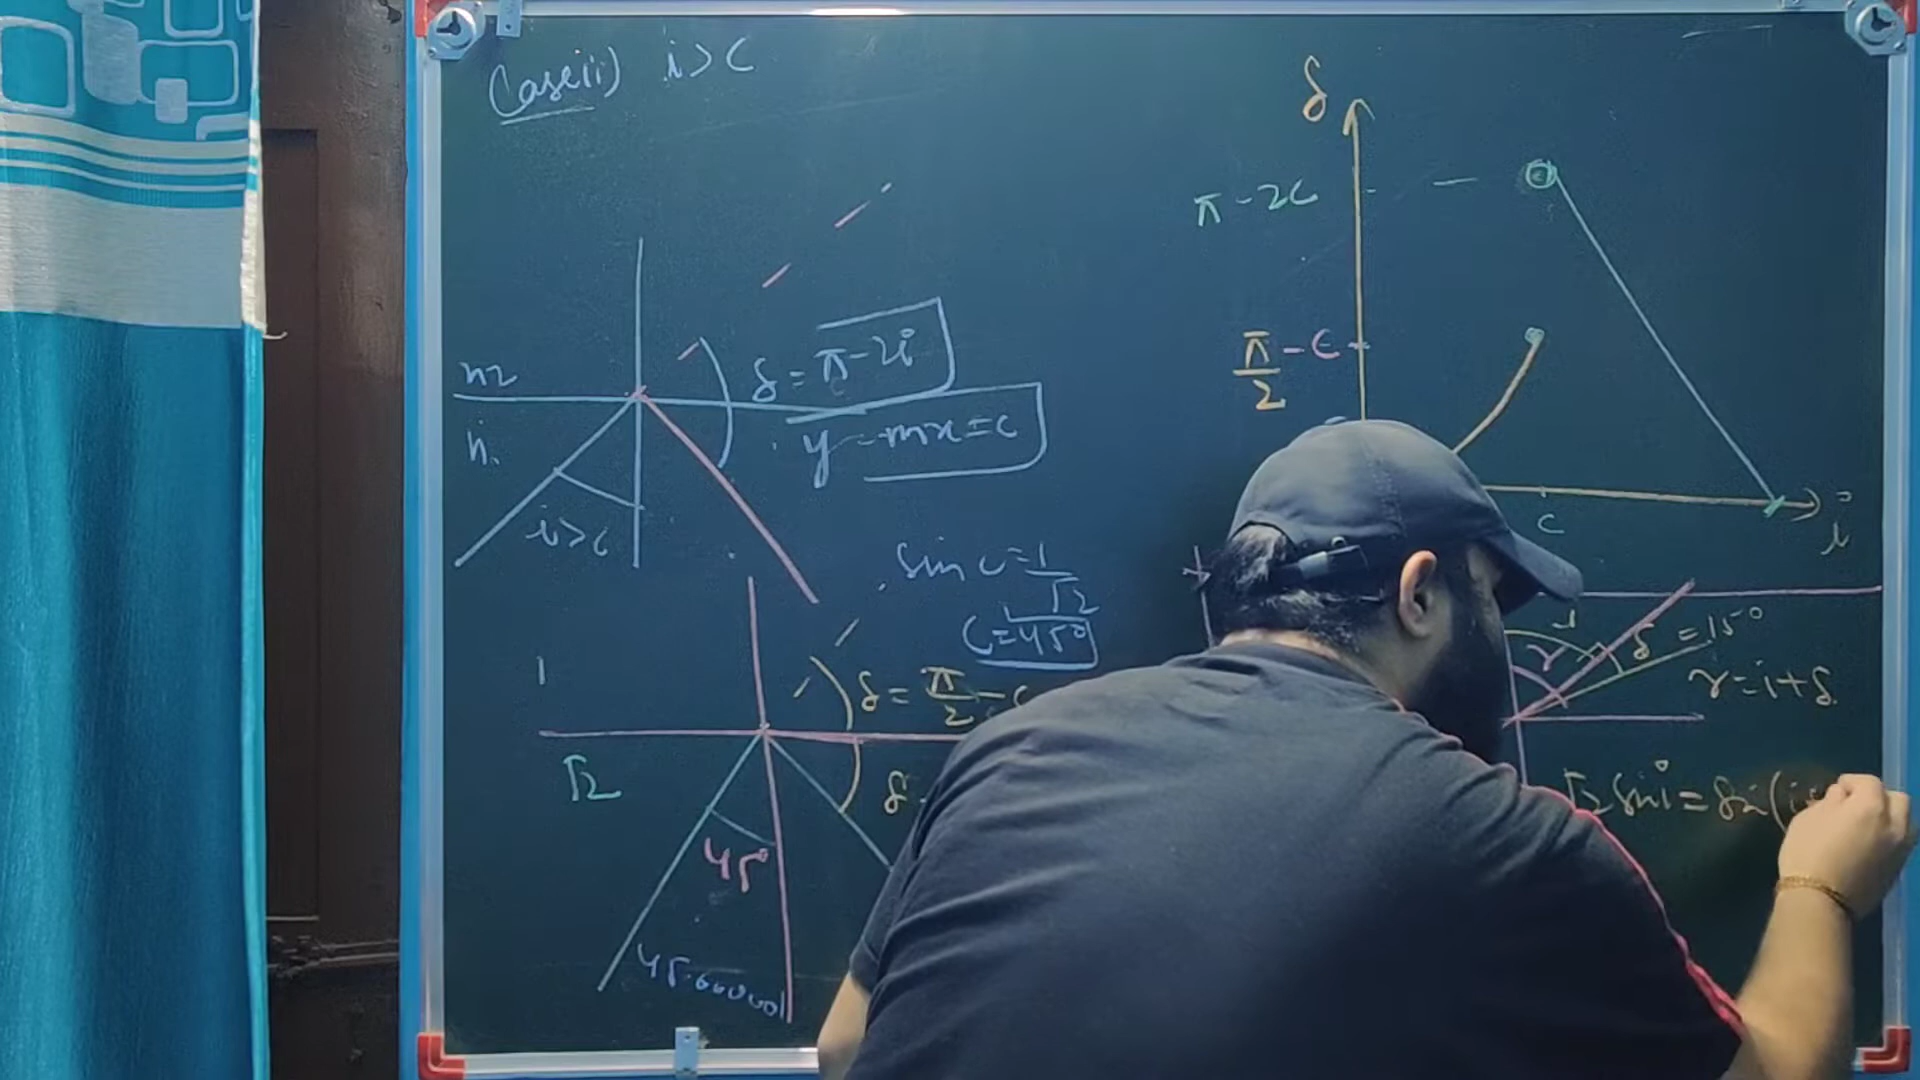 Case ii) i > C
n2
n1
i > c
δ = π - 2i
y = -mx + c
sin c = 1/√2
C = 45°
1
√2
δ = π/2 - c
δ
45°
45.000001
δ
π - 2C
π/2 - C
C
i
i
r
δ = 15°
r = i + δ
√2 sin i = sin(i+